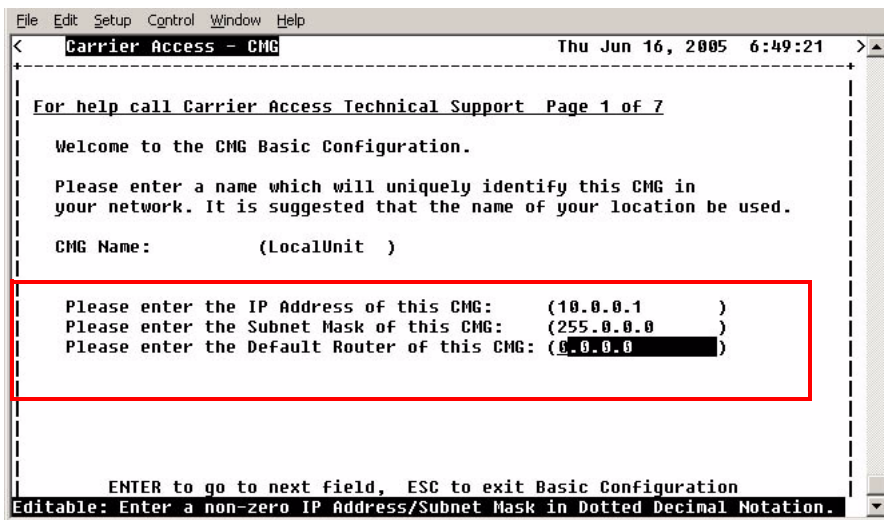 File Edit Setup Control Window Help
< Carrier Access - CMG Thu Jun 16, 2005 6:49:21 >
For help call Carrier Access Technical Support Page 1 of 7
Welcome to the CMG Basic Configuration.
Please enter a name which will uniquely identify this CMG in
your network. It is suggested that the name of your location be used.
CMG Name: (LocalUnit )
Please enter the IP Address of this CMG: (10.0.0.1 )
Please enter the Subnet Mask of this CMG: (255.0.0.0 )
Please enter the Default Router of this CMG: (0.0.0.0 )
ENTER to go to next field, ESC to exit Basic Configuration
Editable: Enter a non-zero IP Address/Subnet Mask in Dotted Decimal Notation.